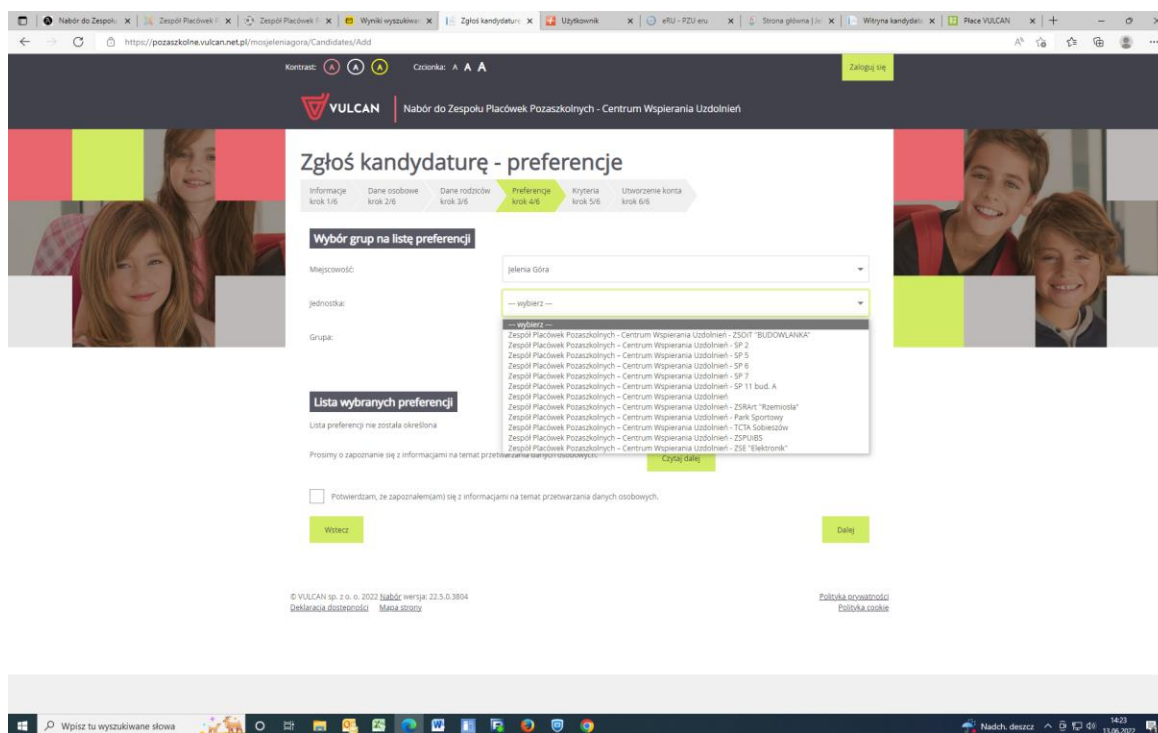 Nabór do Zespołu
Zespół Placówek P
Zespół Placówek P
Wyniki wyszukiwan
Zgłoś kandydaturę
Użytkownik
eRU - PZU eru
Strona główna | Je
Witryna kandydata
Płace VULCAN
https://pozaszkolne.vulcan.net.pl/mosjeleniagora/Candidates/Add
Kontrast: A A A Czcionka: A A A
Zaloguj się
VULCAN
Nabór do Zespołu Placówek Pozaszkolnych - Centrum Wspierania Uzdolnień
Zgłoś kandydaturę - preferencje
Informacje Dane osobowe Dane rodziców Preferencje Kryteria Utworzenie konta
krok 1/6 krok 2/6 krok 3/6 krok 4/6 krok 5/6 krok 6/6
Wybór grup na listę preferencji
Miejscowość: Jelenia Góra
Jednostka: --- wybierz ---
Grupa:
--- wybierz ---
Zespół Placówek Pozaszkolnych - Centrum Wspierania Uzdolnień - ZSOiT "BUDOWLANKA"
Zespół Placówek Pozaszkolnych – Centrum Wspierania Uzdolnień - SP 2
Zespół Placówek Pozaszkolnych – Centrum Wspierania Uzdolnień - SP 5
Zespół Placówek Pozaszkolnych – Centrum Wspierania Uzdolnień - SP 6
Zespół Placówek Pozaszkolnych – Centrum Wspierania Uzdolnień - SP 7
Zespół Placówek Pozaszkolnych – Centrum Wspierania Uzdolnień - SP 11 bud. A
Zespół Placówek Pozaszkolnych – Centrum Wspierania Uzdolnień
Zespół Placówek Pozaszkolnych – Centrum Wspierania Uzdolnień - ZSRArt "Rzemiosła"
Zespół Placówek Pozaszkolnych – Centrum Wspierania Uzdolnień - Park Sportowy
Zespół Placówek Pozaszkolnych – Centrum Wspierania Uzdolnień - TCTA Sobieszów
Zespół Placówek Pozaszkolnych – Centrum Wspierania Uzdolnień - ZSPUiBS
Zespół Placówek Pozaszkolnych – Centrum Wspierania Uzdolnień - ZSE "Elektronik"
Lista wybranych preferencji
Lista preferencji nie została określona
Prosimy o zapoznanie się z informacjami na temat przetwarzania danych osobowych.
Czytaj dalej
Potwierdzam, że zapoznałem(am) się z informacjami na temat przetwarzania danych osobowych.
Wstecz
Dalej
© VULCAN sp. z o. o. 2022 Nabór wersja: 22.5.0.3804
Deklaracja dostępności Mapa strony
Polityka prywatności
Polityka cookie
Wpisz tu wyszukiwane słowa
Nadch. deszcz
14:23
13.06.2022